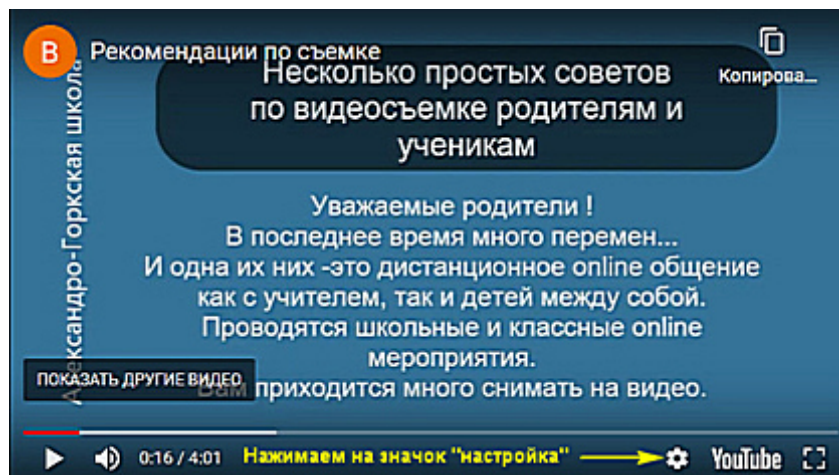 В
Рекомендации по съемке
Копирова...
Несколько простых советов
по видеосъемке родителям и
ученикам
Александро-Горкская школа
Уважаемые родители !
В последнее время много перемен...
И одна их них -это дистанционное online общение
как с учителем, так и детей между собой.
Проводятся школьные и классные online
мероприятия.
Вам приходится много снимать на видео.
ПОКАЗАТЬ ДРУГИЕ ВИДЕО
0:16 / 4:01
Нажимаем на значок "настройка"
YouTube